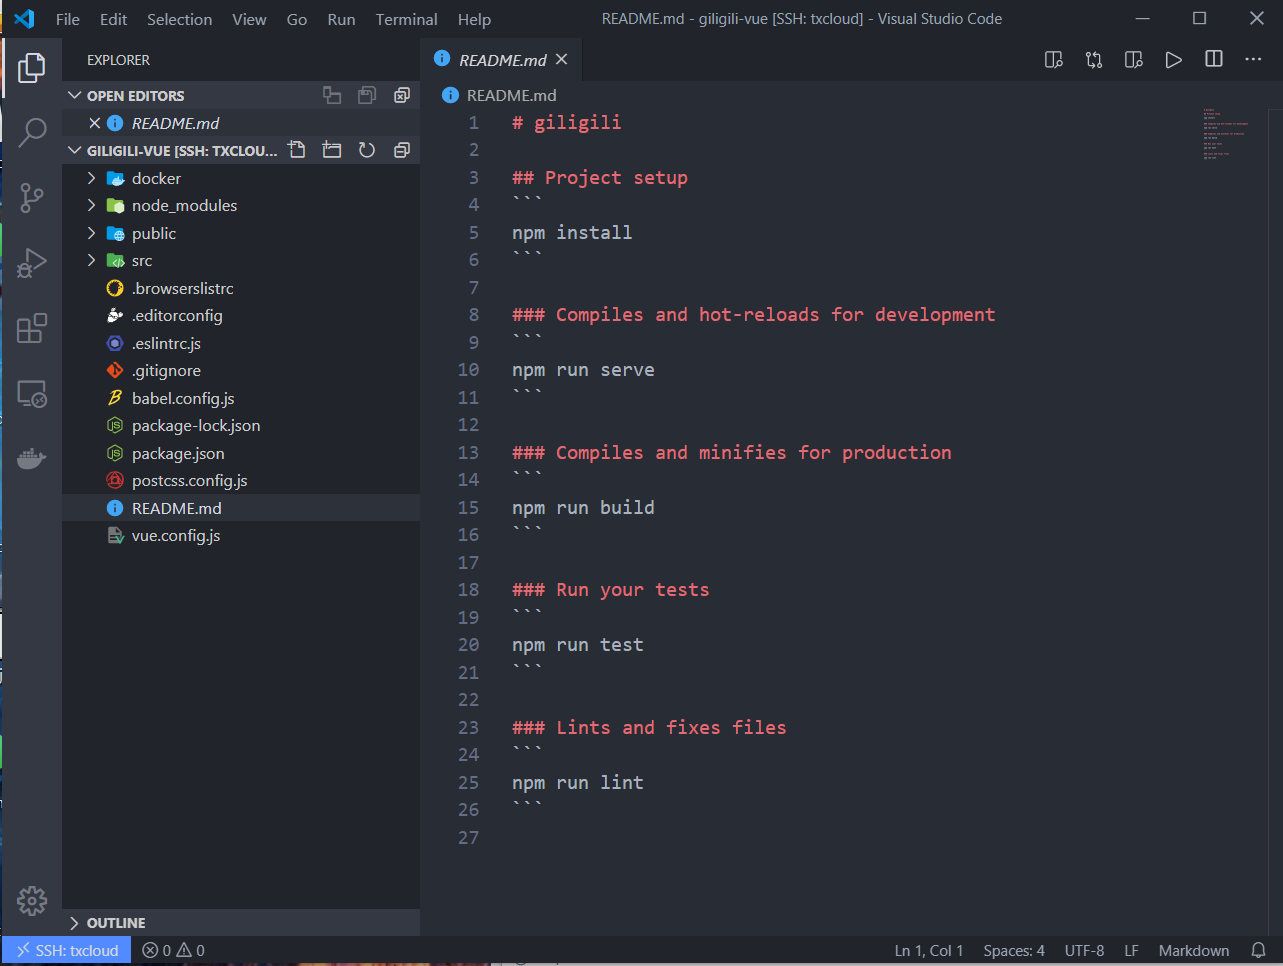 File Edit Selection View Go Run Terminal Help README.md - giligili-vue [SSH: txcloud] - Visual Studio Code
EXPLORER
README.md
OPEN EDITORS
README.md
GILIGILI-VUE [SSH: TXCLOU...
docker
node_modules
public
src
.browserslistrc
.editorconfig
.eslintrc.js
.gitignore
babel.config.js
package-lock.json
package.json
postcss.config.js
README.md
vue.config.js
OUTLINE
README.md
1 # giligili
2
3 ## Project setup
4 ```
5 npm install
6 ```
7
8 ### Compiles and hot-reloads for development
9 ```
10 npm run serve
11 ```
12
13 ### Compiles and minifies for production
14 ```
15 npm run build
16 ```
17
18 ### Run your tests
19 ```
20 npm run test
21 ```
22
23 ### Lints and fixes files
24 ```
25 npm run lint
26 ```
27
SSH: txcloud 0 0 Ln 1, Col 1 Spaces: 4 UTF-8 LF Markdown